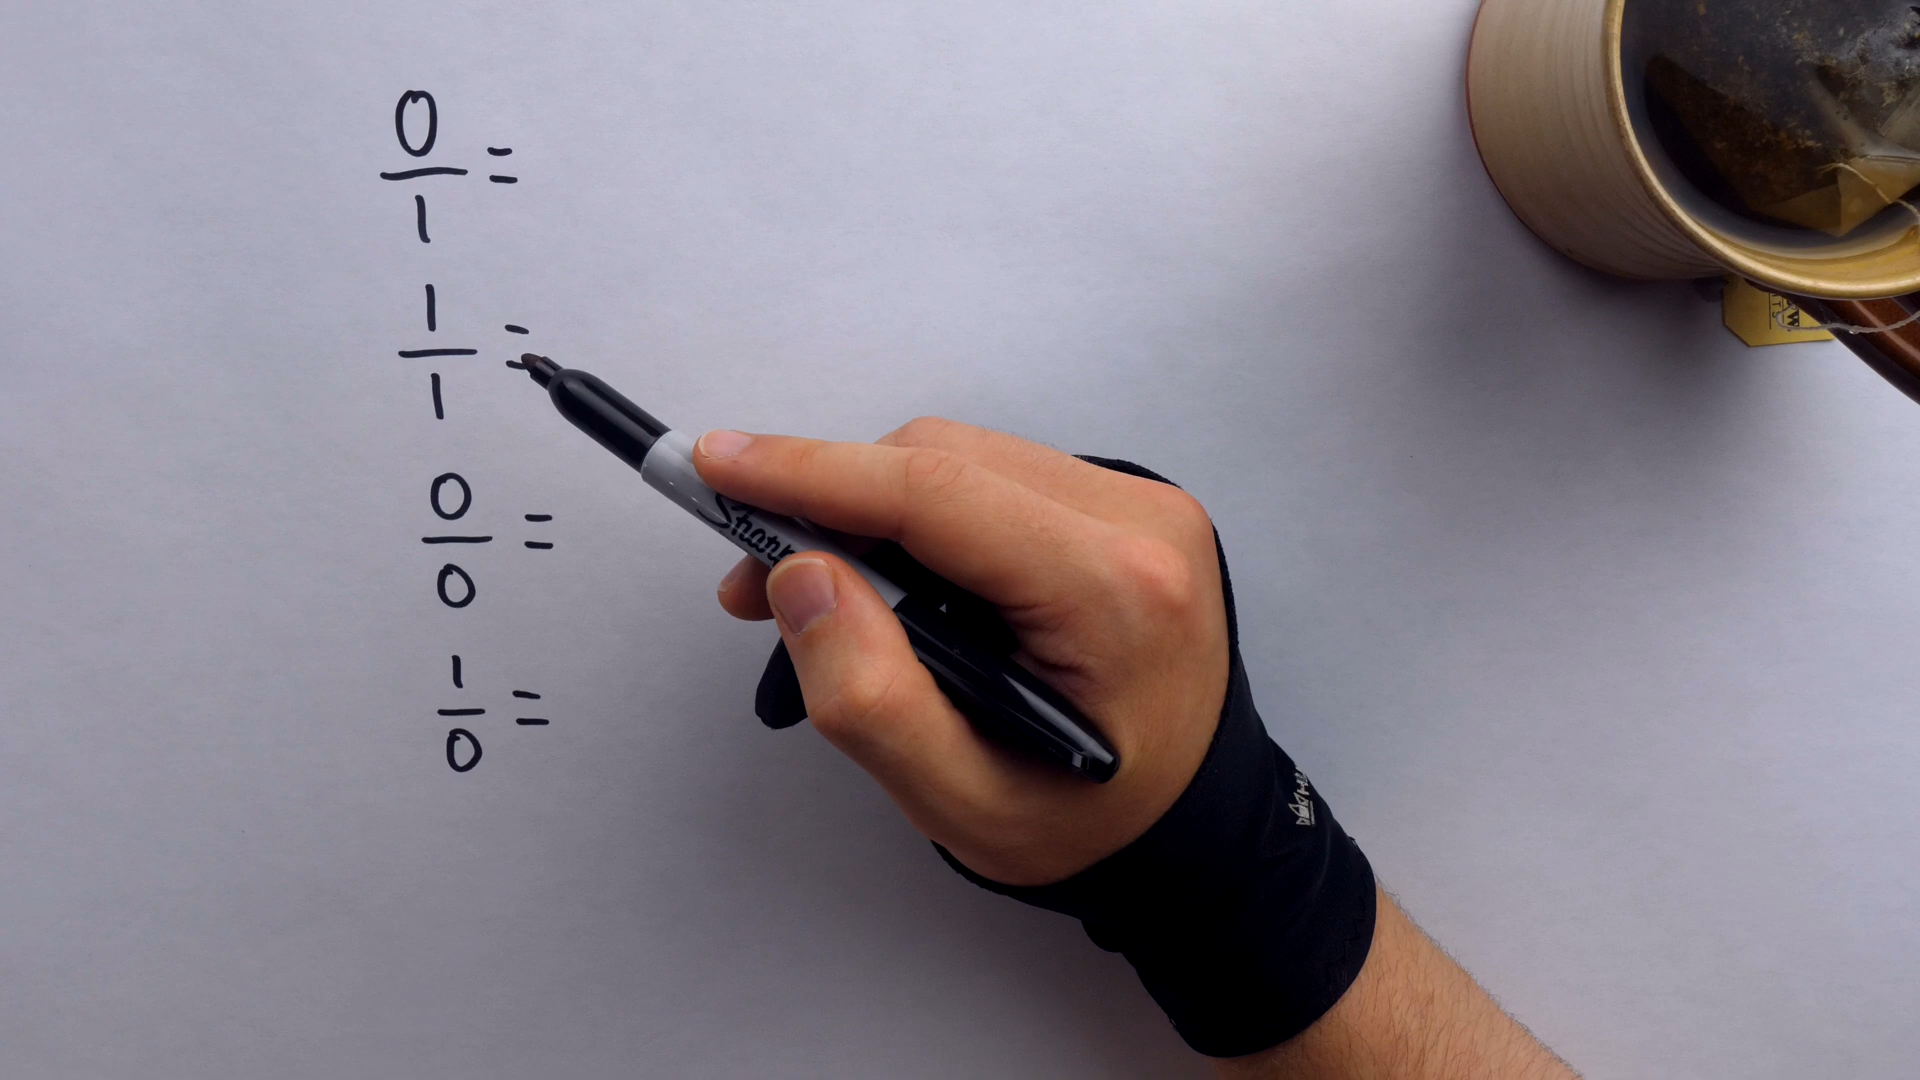 0/1 =
1/1 =
0/0 =
1/0 =